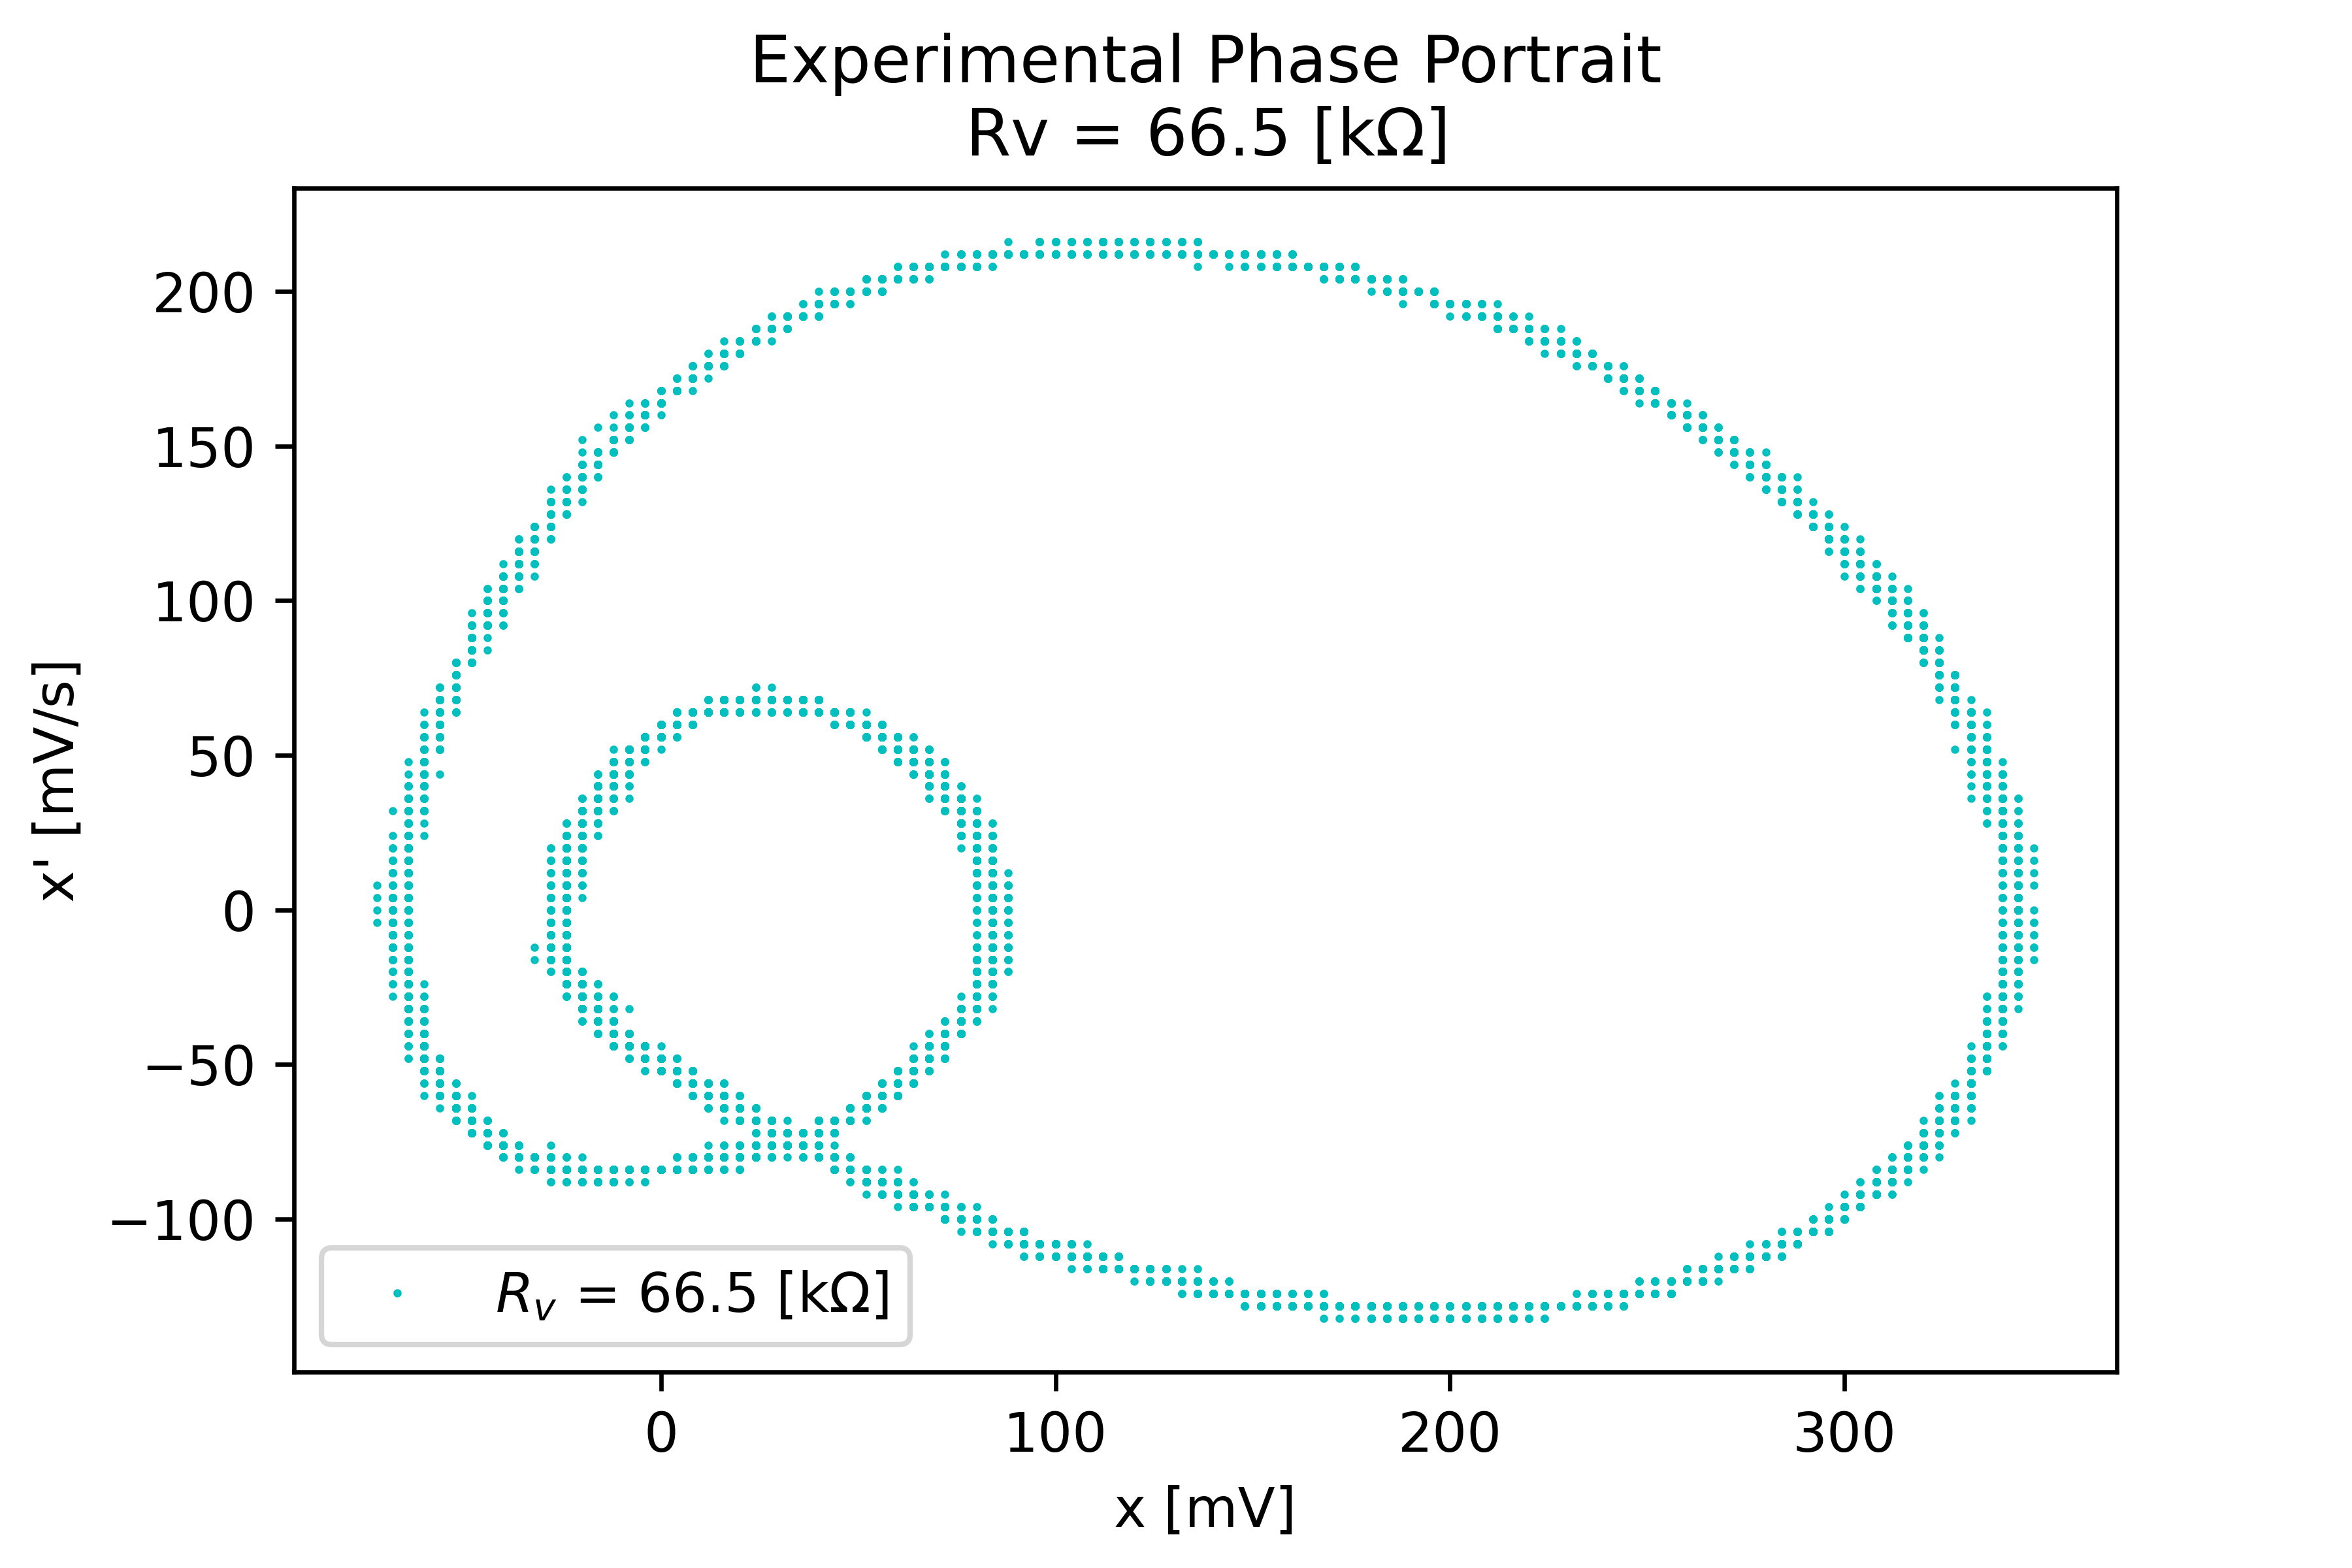 Experimental Phase Portrait
Rv = 66.5 [kΩ]
x' [mV/s]
200
150
100
50
0
−50
−100
R_v = 66.5 [kΩ]
0 100 200 300
x [mV]